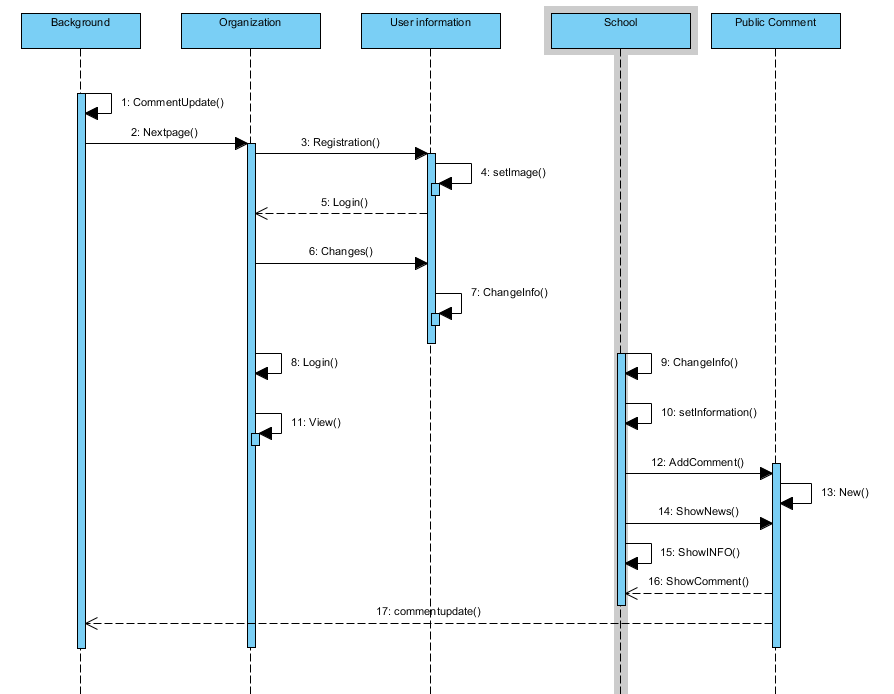 Background
Organization
User information
School
Public Comment
1: CommentUpdate()
2: Nextpage()
3: Registration()
4: setImage()
5: Login()
6: Changes()
7: ChangeInfo()
8: Login()
9: ChangeInfo()
10: setInformation()
11: View()
12: AddComment()
13: New()
14: ShowNews()
15: ShowINFO()
16: ShowComment()
17: commentupdate()